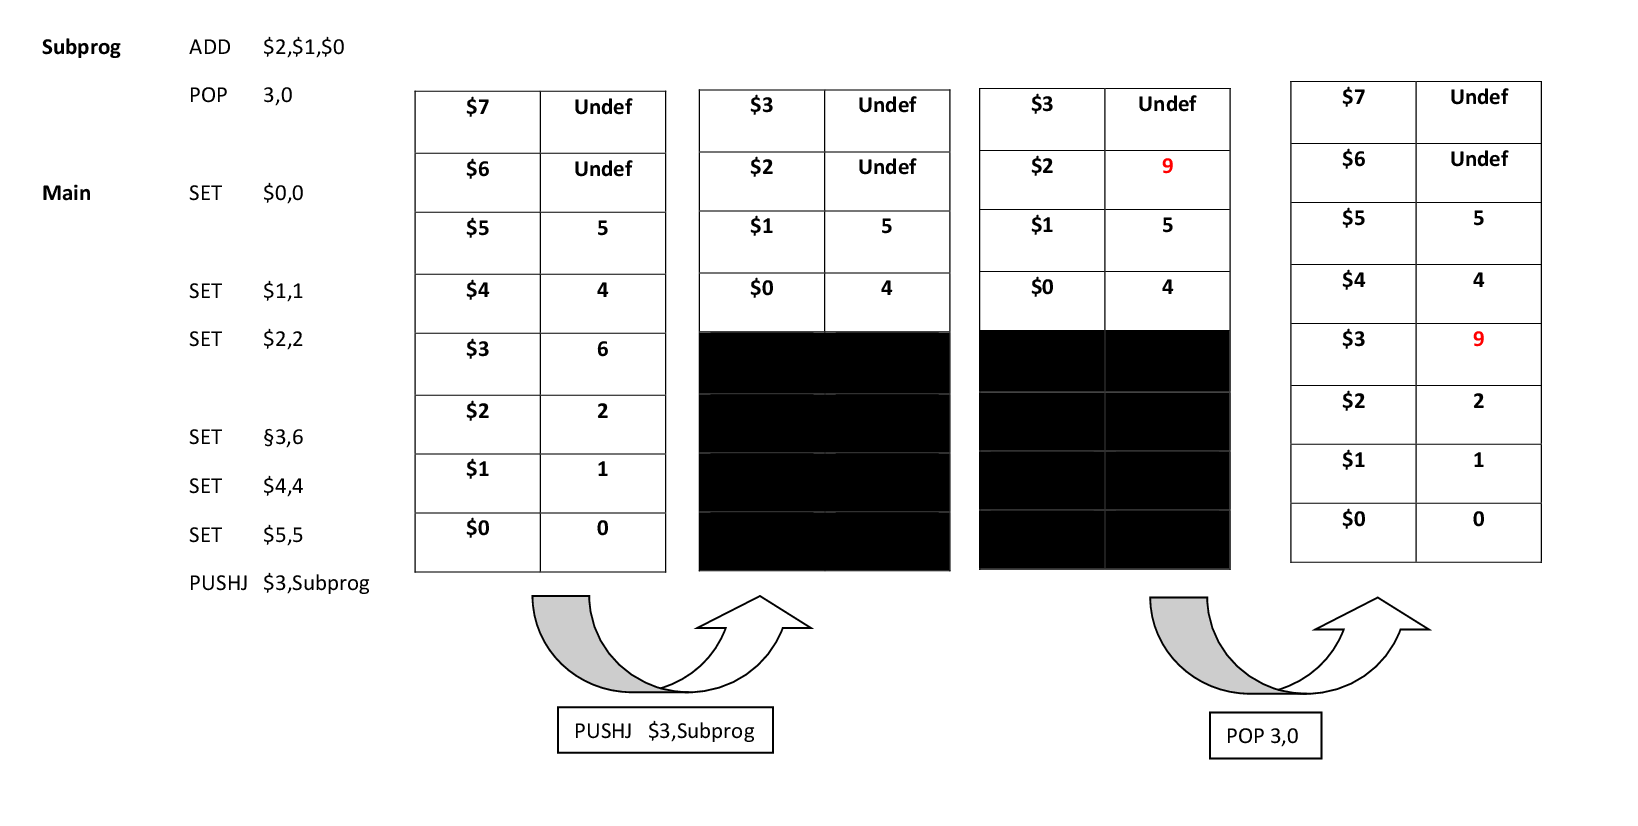 Subprog ADD $2,$1,$0
POP 3,0
Main SET $0,0
SET $1,1
SET $2,2
SET §3,6
SET $4,4
SET $5,5
PUSHJ $3,Subprog
$7 Undef
$6 Undef
$5 5
$4 4
$3 6
$2 2
$1 1
$0 0
$3 Undef
$2 Undef
$1 5
$0 4
$3 Undef
$2 9
$1 5
$0 4
$7 Undef
$6 Undef
$5 5
$4 4
$3 9
$2 2
$1 1
$0 0
PUSHJ $3,Subprog
POP 3,0